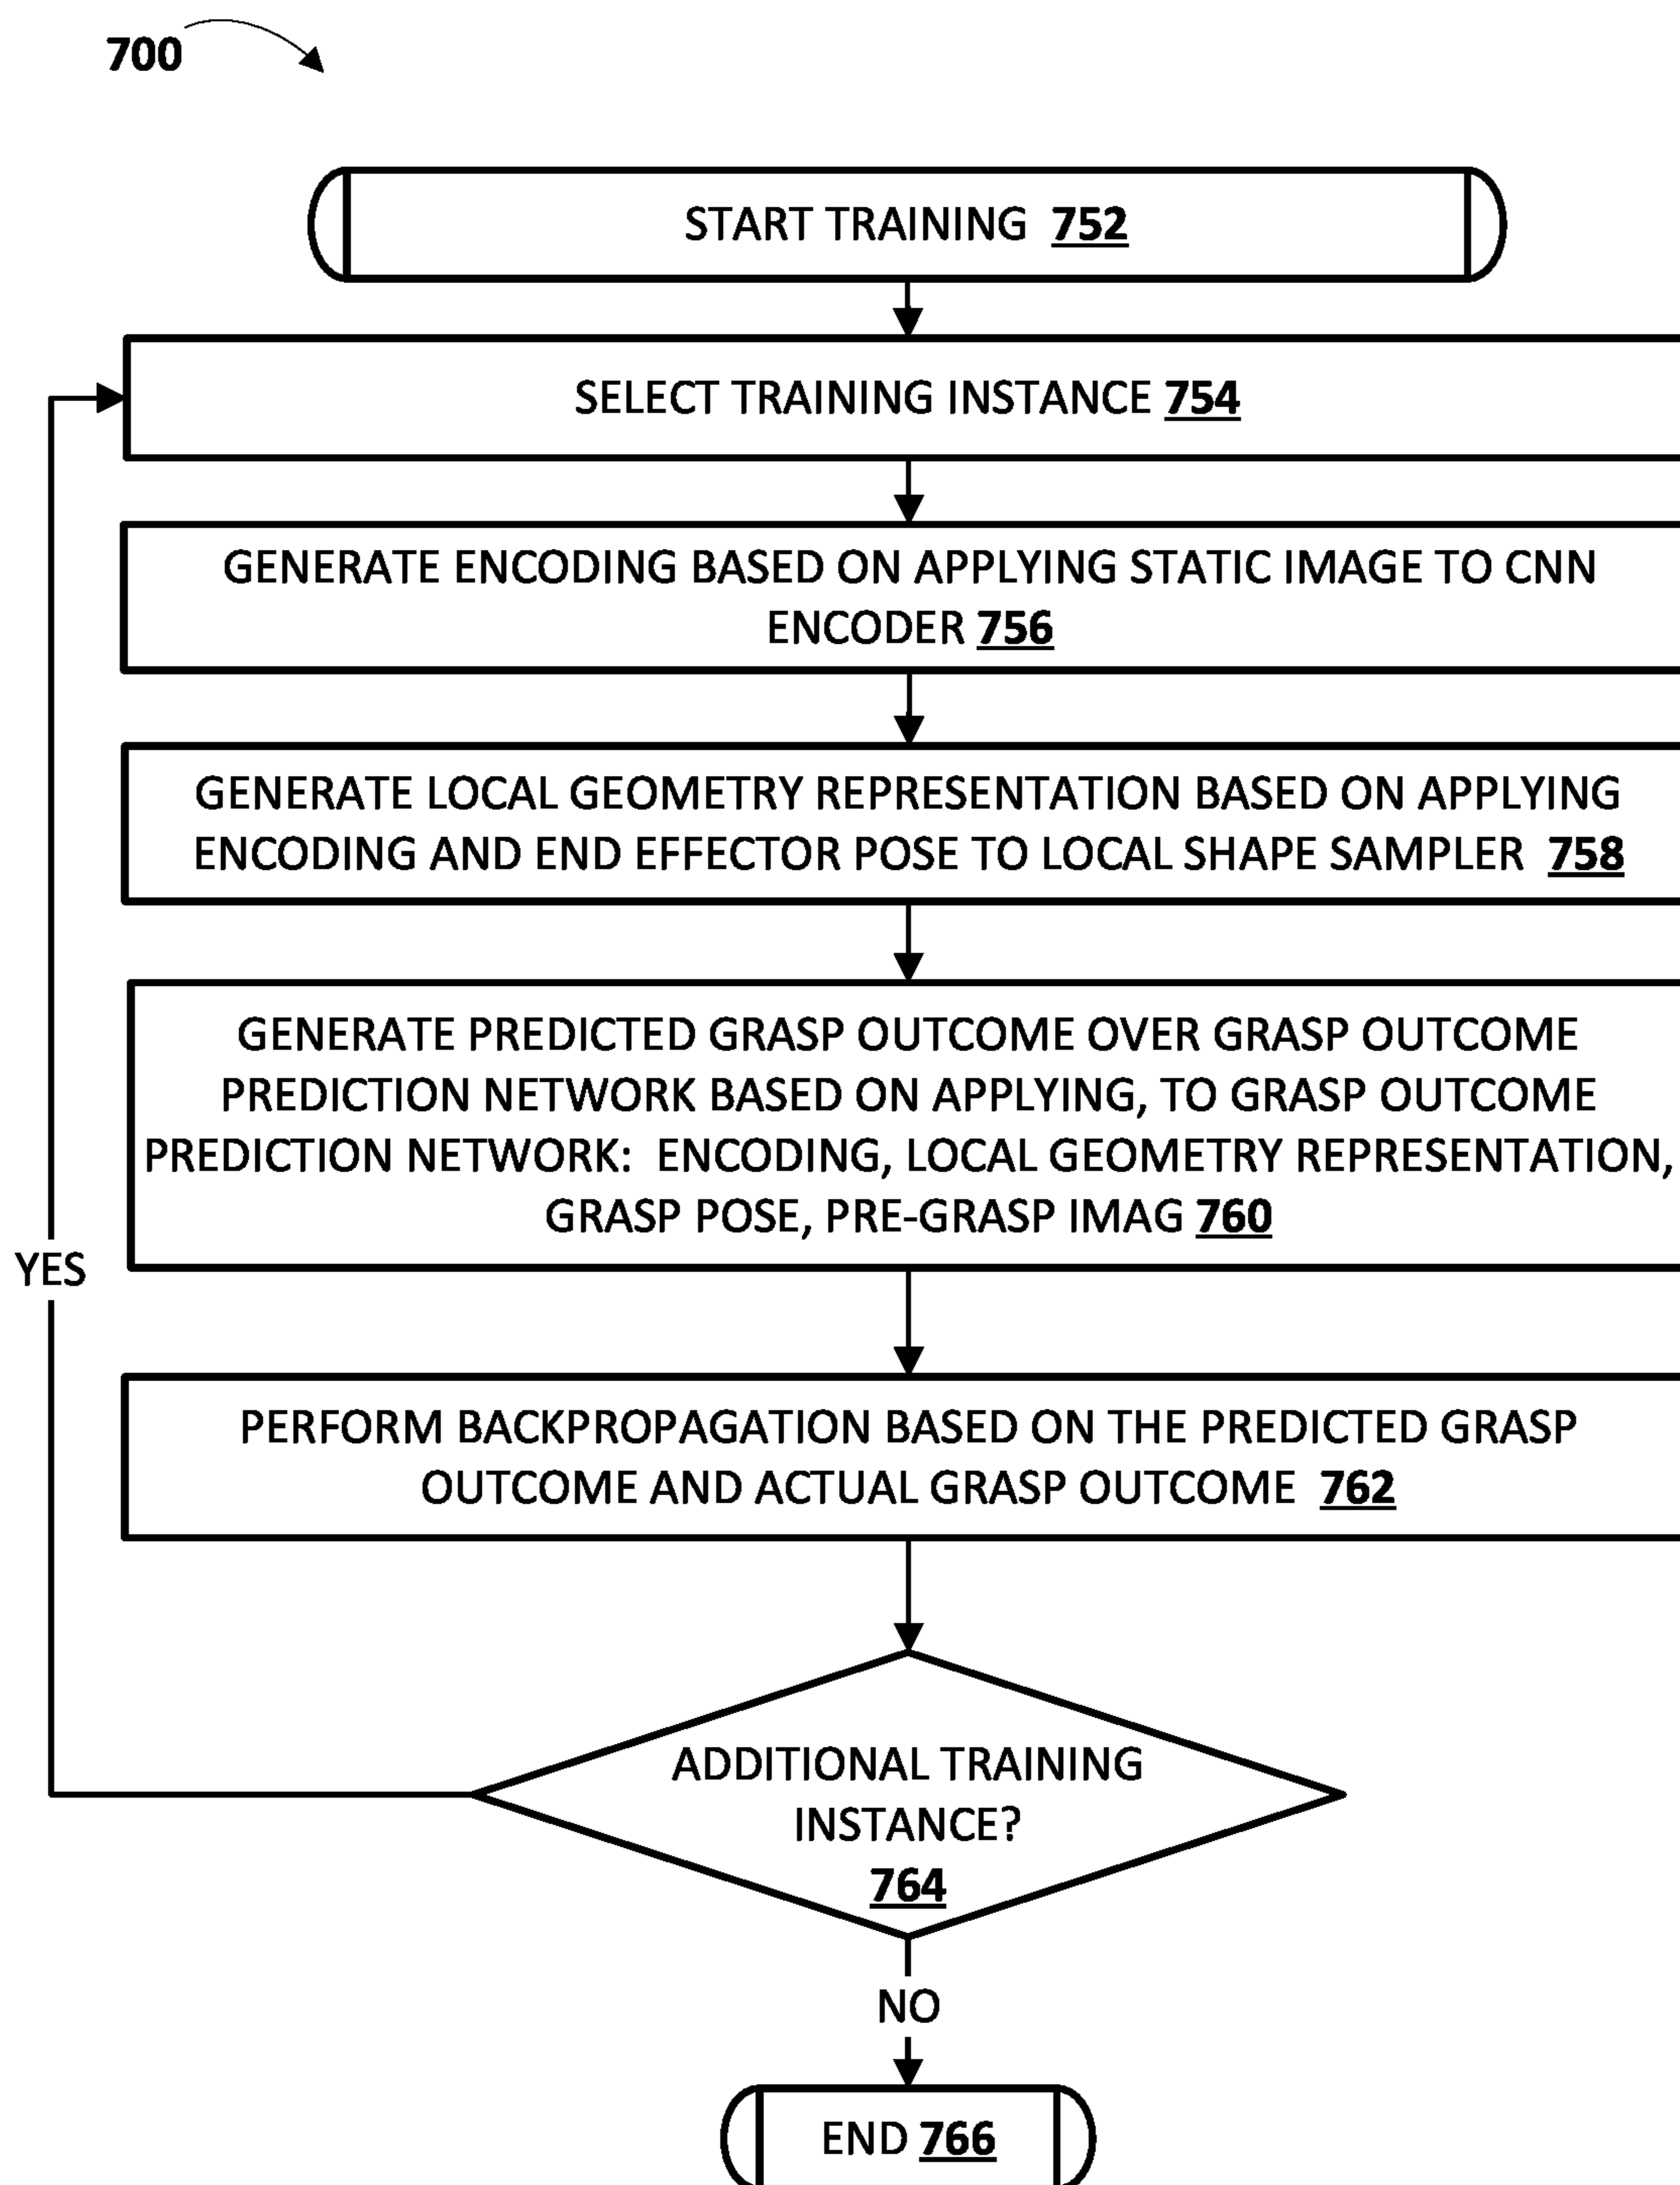 700
START TRAINING 752
SELECT TRAINING INSTANCE 754
GENERATE ENCODING BASED ON APPLYING STATIC IMAGE TO CNN
ENCODER 756
GENERATE LOCAL GEOMETRY REPRESENTATION BASED ON APPLYING
ENCODING AND END EFFECTOR POSE TO LOCAL SHAPE SAMPLER 758
GENERATE PREDICTED GRASP OUTCOME OVER GRASP OUTCOME
PREDICTION NETWORK BASED ON APPLYING, TO GRASP OUTCOME
PREDICTION NETWORK: ENCODING, LOCAL GEOMETRY REPRESENTATION,
GRASP POSE, PRE-GRASP IMAG 760
YES
PERFORM BACKPROPAGATION BASED ON THE PREDICTED GRASP
OUTCOME AND ACTUAL GRASP OUTCOME 762
ADDITIONAL TRAINING
INSTANCE?
764
NO
END 766